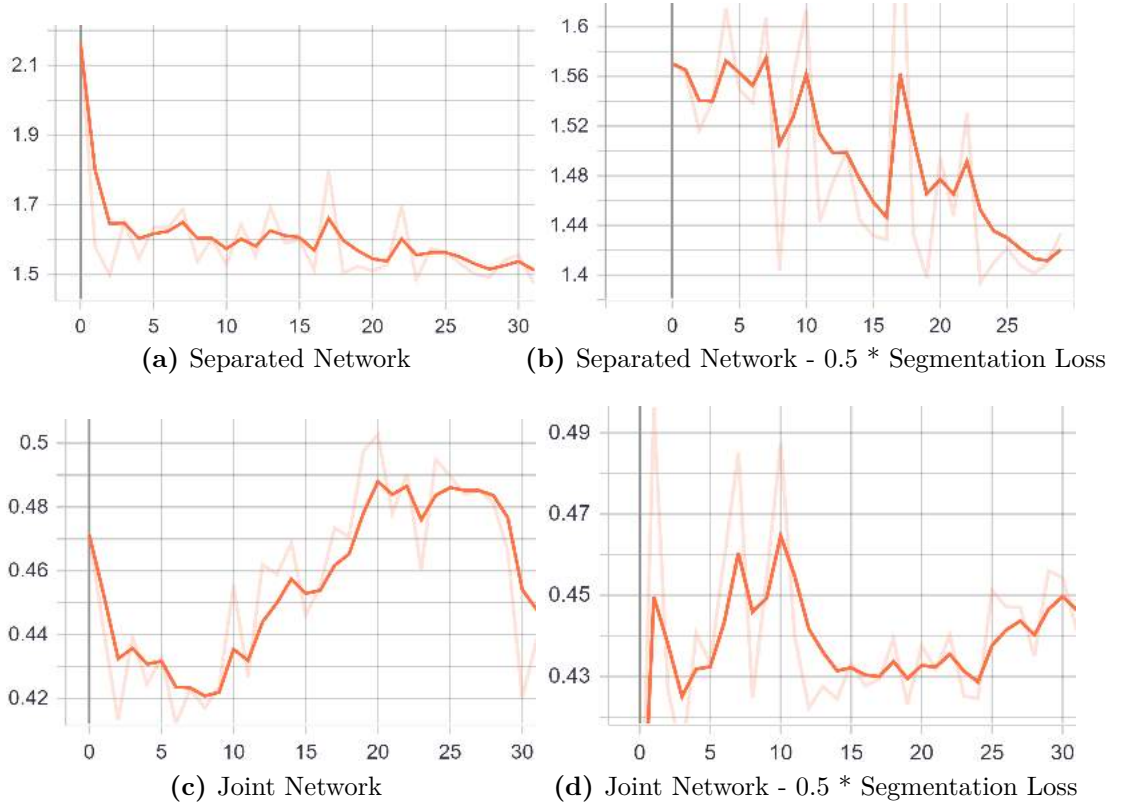 2.1
1.9
1.7
1.5
0 5 10 15 20 25 30
(a) Separated Network
1.6
1.56
1.52
1.48
1.44
1.4
0 5 10 15 20 25
(b) Separated Network - 0.5 * Segmentation Loss
0.5
0.48
0.46
0.44
0.42
0 5 10 15 20 25 30
(c) Joint Network
0.49
0.47
0.45
0.43
0 5 10 15 20 25 30
(d) Joint Network - 0.5 * Segmentation Loss